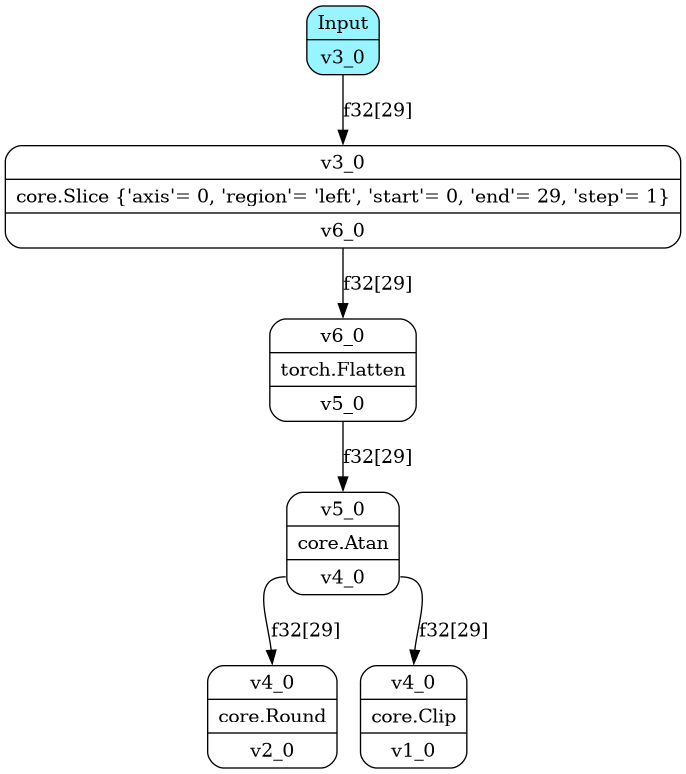 Input
v3_0
f32[29]
v3_0
core.Slice {'axis'= 0, 'region'= 'left', 'start'= 0, 'end'= 29, 'step'= 1}
v6_0
f32[29]
v6_0
torch.Flatten
v5_0
f32[29]
v5_0
core.Atan
v4_0
f32[29]
f32[29]
v4_0
core.Round
v2_0
v4_0
core.Clip
v1_0